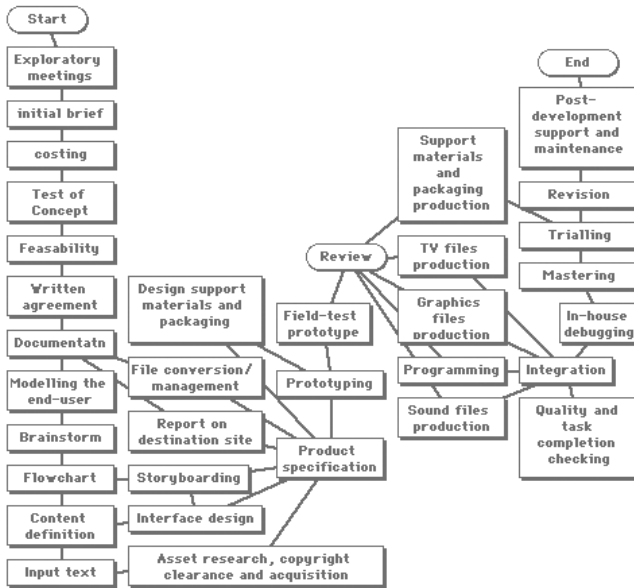 Start
Exploratory
meetings
initial brief
costing
Test of
Concept
Feasability
Written
agreement
Documentatn
Modelling the
end-user
Brainstorm
Flowchart
Content
definition
Input text
Design support
materials and
packaging
File conversion/
management
Report on
destination site
Storyboarding
Interface design
Asset research, copyright
clearance and acquisition
Product
specification
Prototyping
Field-test
prototype
Review
Support
materials
and
packaging
production
TV files
production
Graphics
files
production
Programming
Sound files
production
Integration
Quality and
task
completion
checking
In-house
debugging
Mastering
Trialling
Revision
Post-
development
support and
maintenance
End